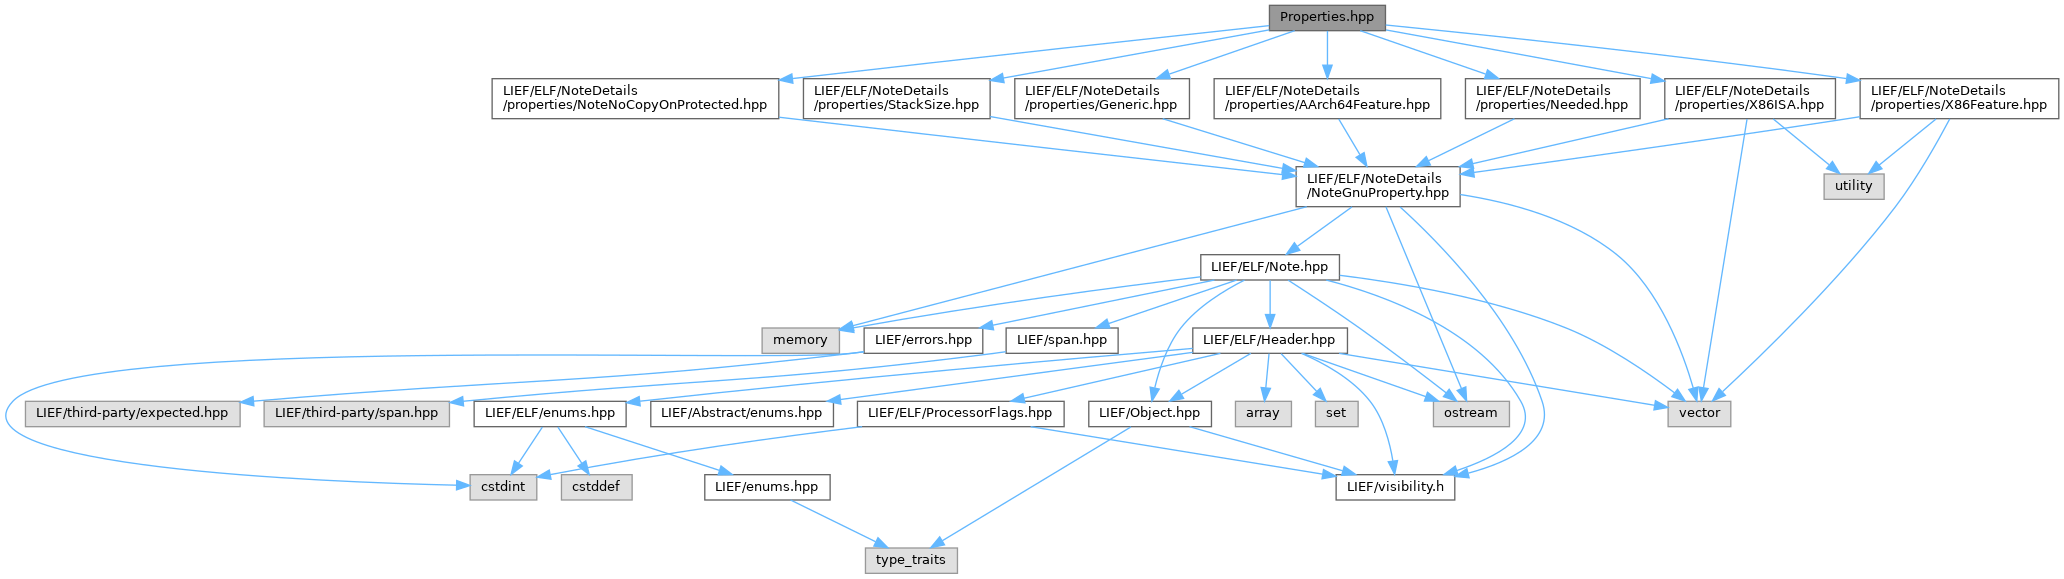 Properties.hpp
LIEF/ELF/NoteDetails
/properties/NoteNoCopyOnProtected.hpp
LIEF/ELF/NoteDetails
/properties/StackSize.hpp
LIEF/ELF/NoteDetails
/properties/Generic.hpp
LIEF/ELF/NoteDetails
/properties/AArch64Feature.hpp
LIEF/ELF/NoteDetails
/properties/Needed.hpp
LIEF/ELF/NoteDetails
/properties/X86ISA.hpp
LIEF/ELF/NoteDetails
/properties/X86Feature.hpp
LIEF/ELF/NoteDetails
/NoteGnuProperty.hpp
utility
LIEF/ELF/Note.hpp
memory
LIEF/errors.hpp
LIEF/span.hpp
LIEF/ELF/Header.hpp
LIEF/third-party/expected.hpp
LIEF/third-party/span.hpp
LIEF/ELF/enums.hpp
LIEF/Abstract/enums.hpp
LIEF/ELF/ProcessorFlags.hpp
LIEF/Object.hpp
array
set
ostream
vector
cstdint
cstddef
LIEF/enums.hpp
LIEF/visibility.h
type_traits